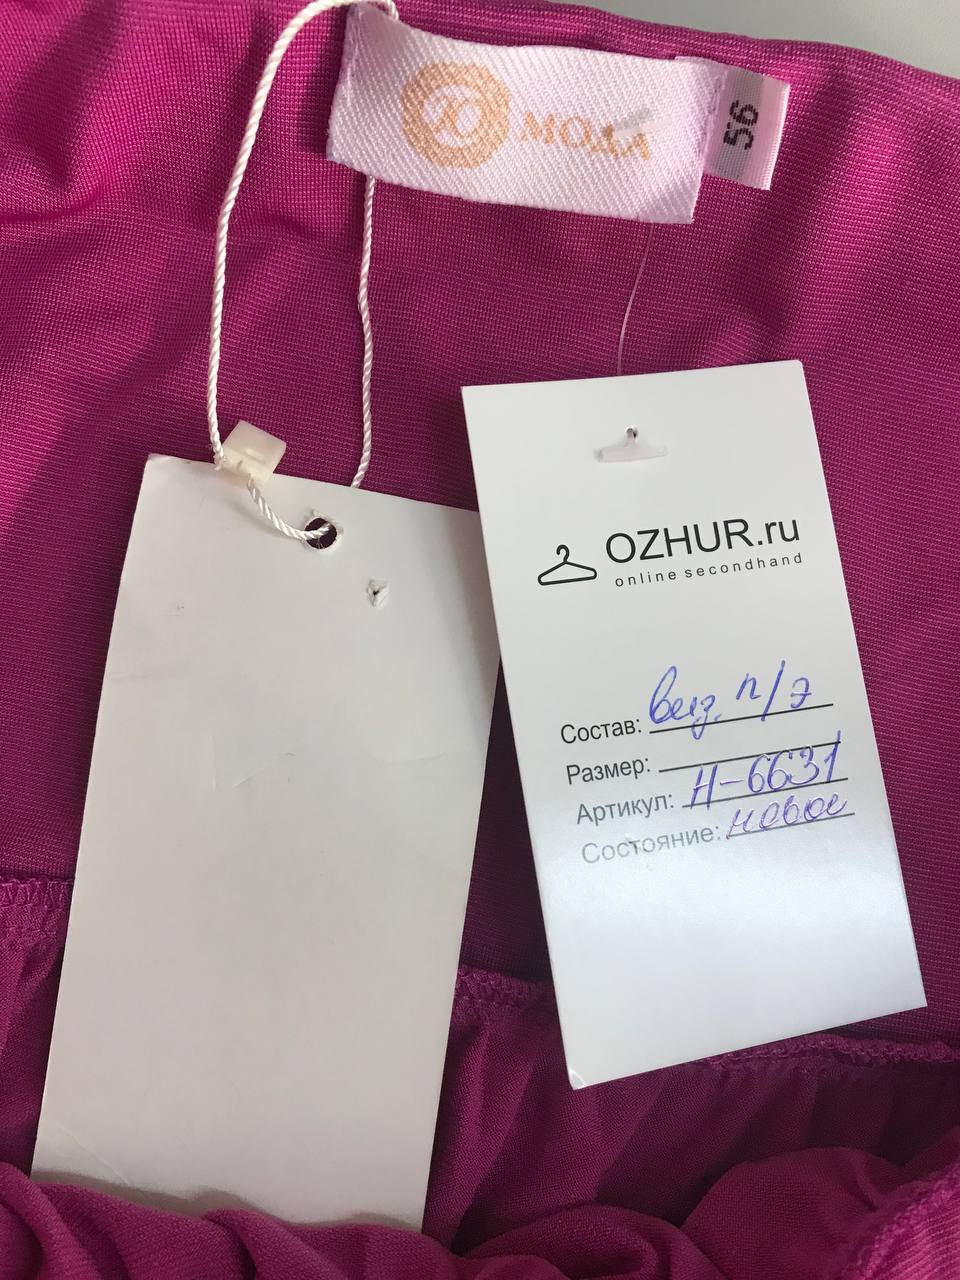 Ю МОДА
56
OZHUR.ru
online secondhand
Состав: виз. п/э
Размер:
Артикул: Н-6631
Состояние: новое